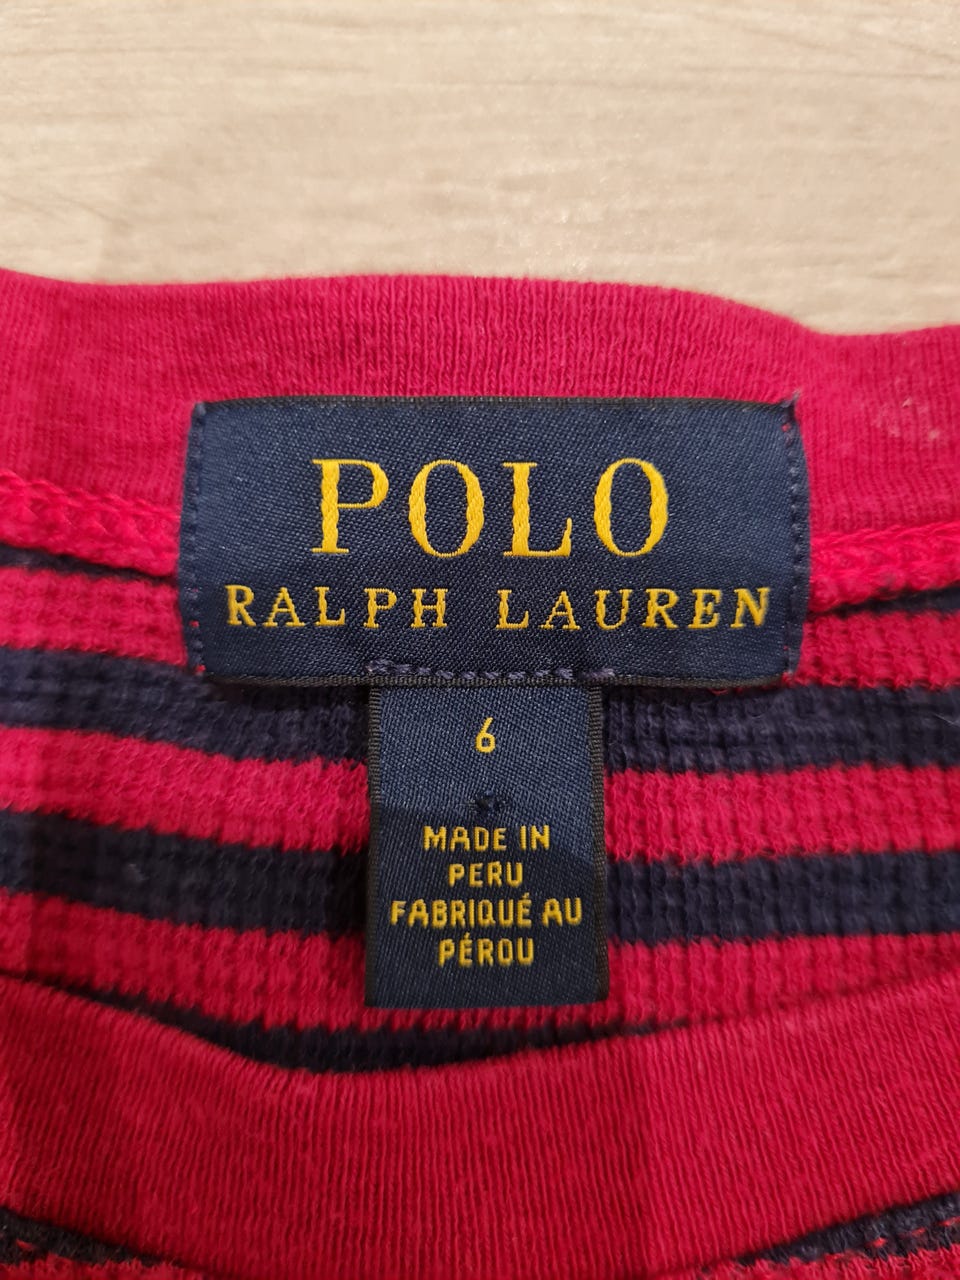 POLO
RALPH LAUREN
6
MADE IN
PERU
FABRIQUÉ AU
PÉROU